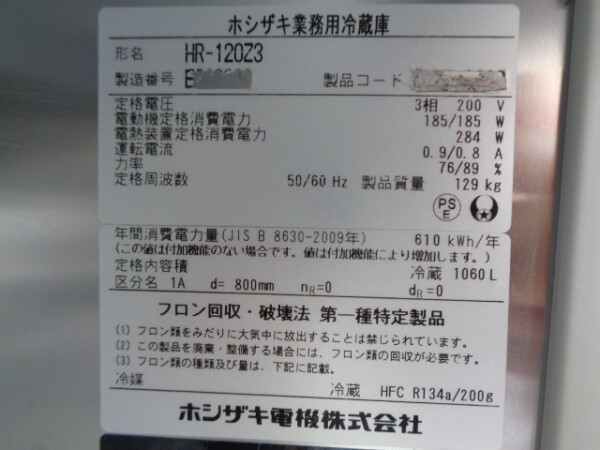 ホシザキ業務用冷蔵庫
形名 HR-120Z3
製造番号 E 製品コード
定格電圧 3相 200 V
電動機定格消費電力 185/185 W
電熱装置定格消費電力 284 W
運転電流 0.9/0.8 A
力率 76/89 %
定格周波数 50/60 Hz 製品質量 129 kg
PS
E
年間消費電力量(JIS B 8630-2009年) 610 kWh/年
(この値は付加機能のない場合です。値は付加機能により増加します。)
定格内容積 冷蔵 1060 L
区分名 1A d= 800mm nR=0 dR=0
フロン回収・破壊法 第一種特定製品
(1) フロン類をみだりに大気中に放出することは禁じられています。
(2) この製品を廃棄・整備する場合には、フロン類の回収が必要です。
(3) フロン類の種類及び量は、下記に記載。
冷媒 冷蔵 HFC R134a/200g
ホシザキ電機株式会社